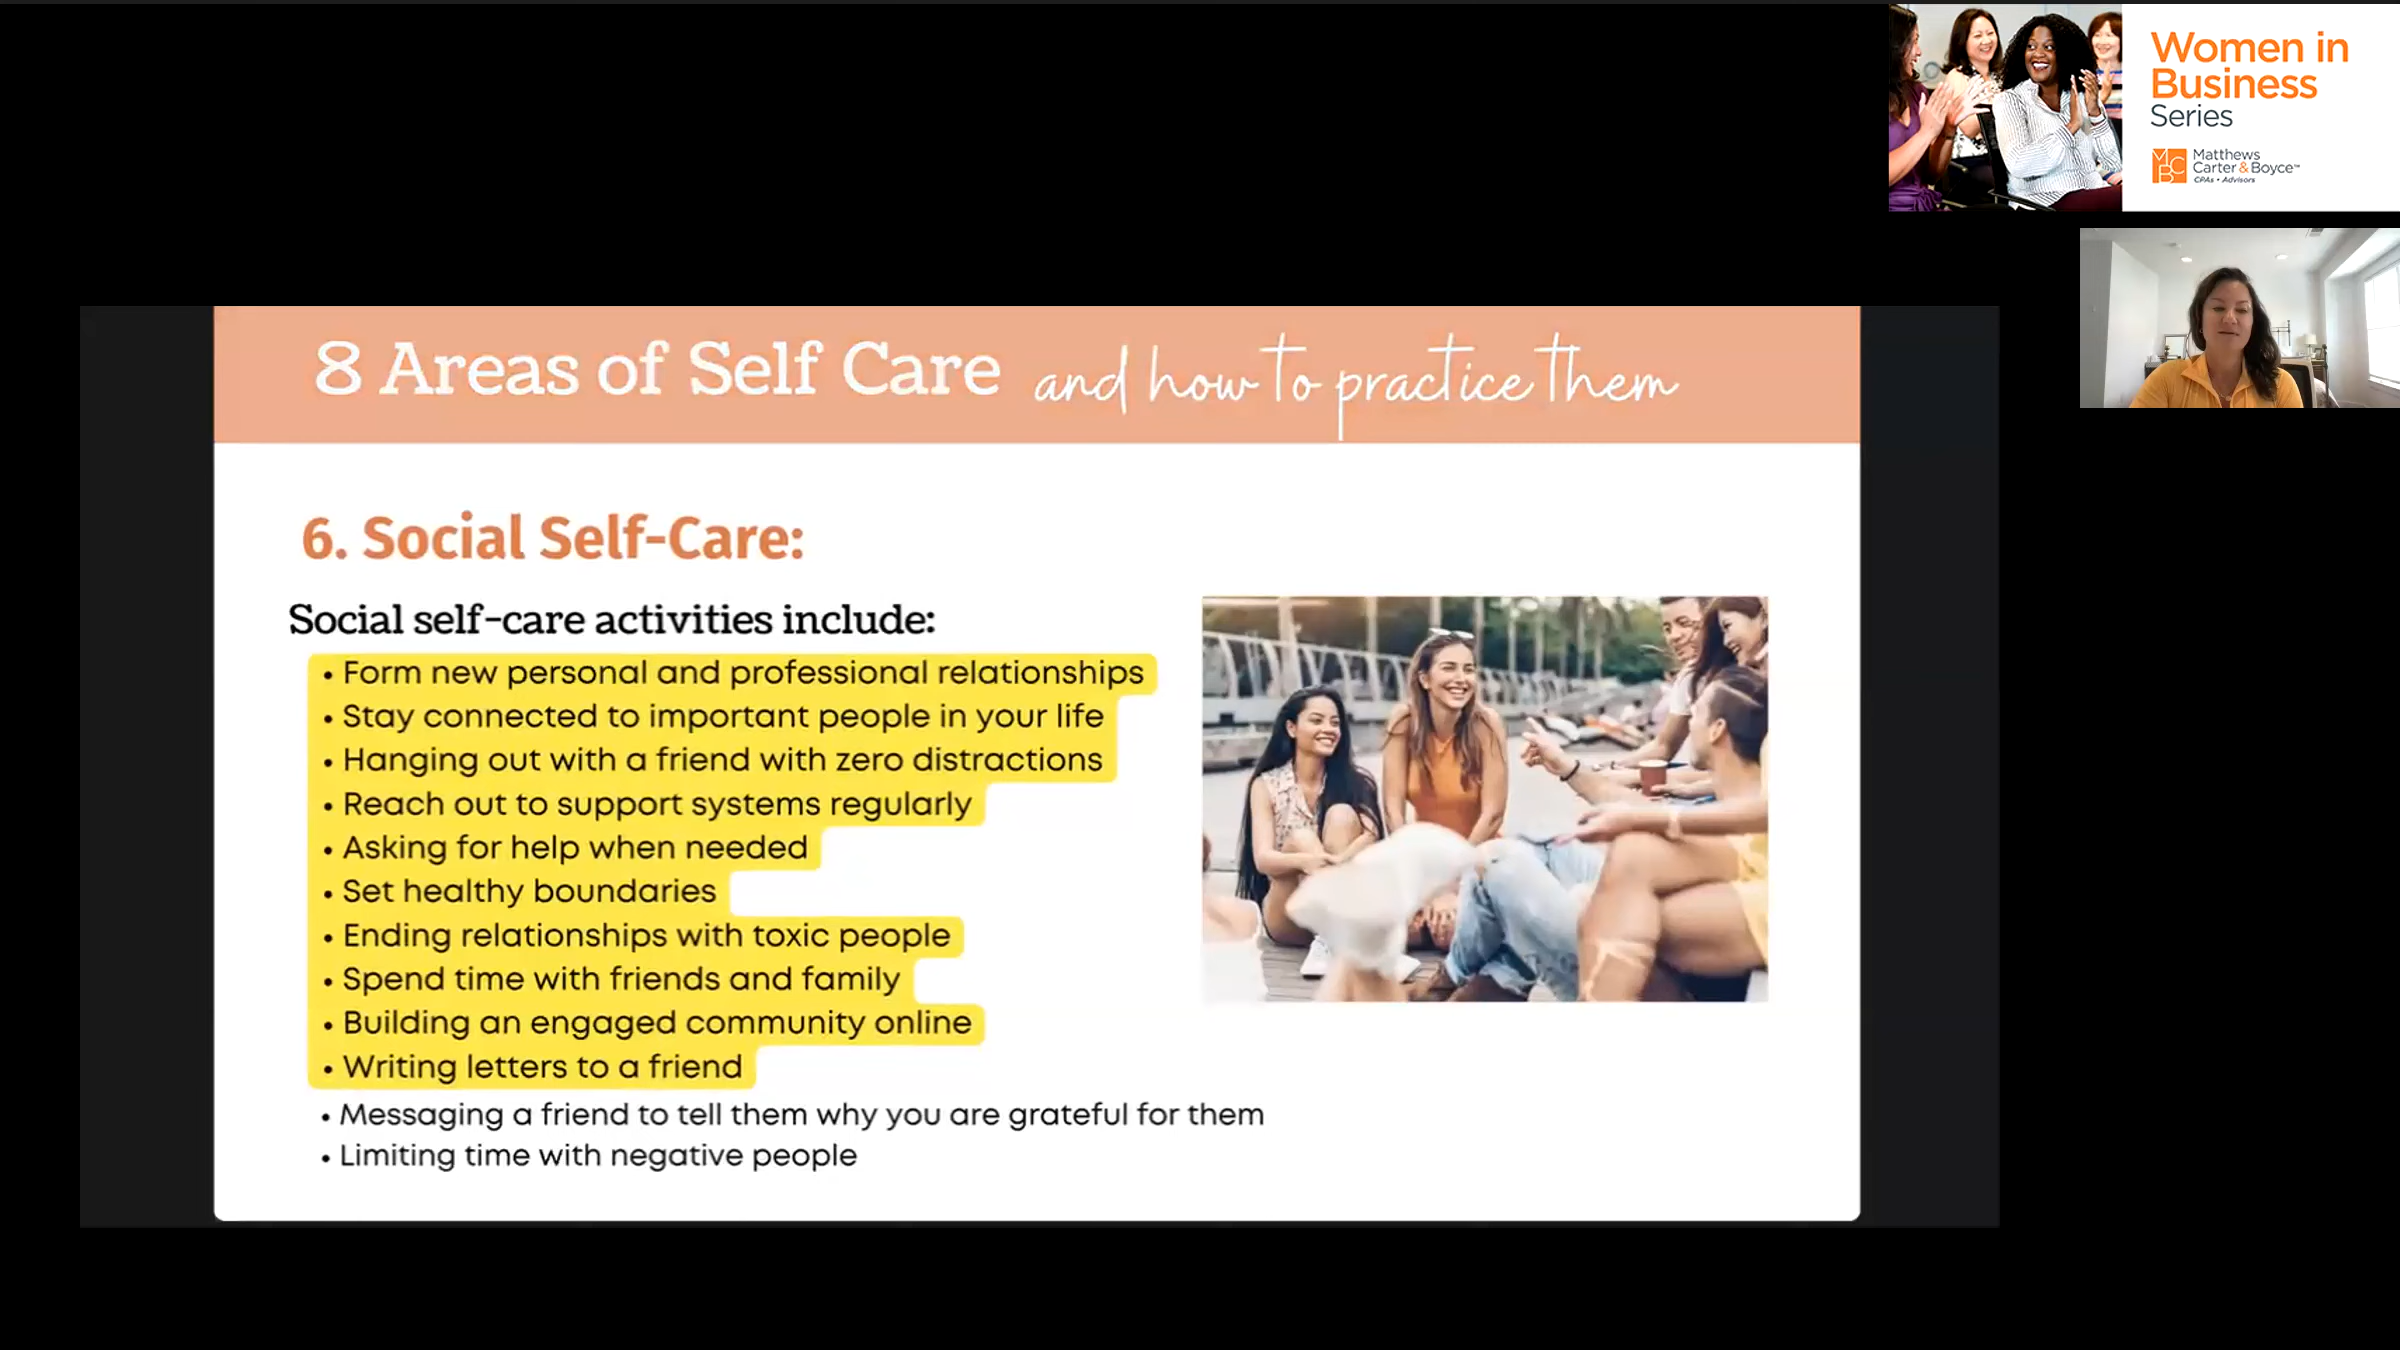 Women in
Business
Series
MCB
Matthews
Carter & Boyce™
CPAs • Advisors
8 Areas of Self Care and how to practice them
6. Social Self-Care:
Social self-care activities include:
• Form new personal and professional relationships
• Stay connected to important people in your life
• Hanging out with a friend with zero distractions
• Reach out to support systems regularly
• Asking for help when needed
• Set healthy boundaries
• Ending relationships with toxic people
• Spend time with friends and family
• Building an engaged community online
• Writing letters to a friend
• Messaging a friend to tell them why you are grateful for them
• Limiting time with negative people